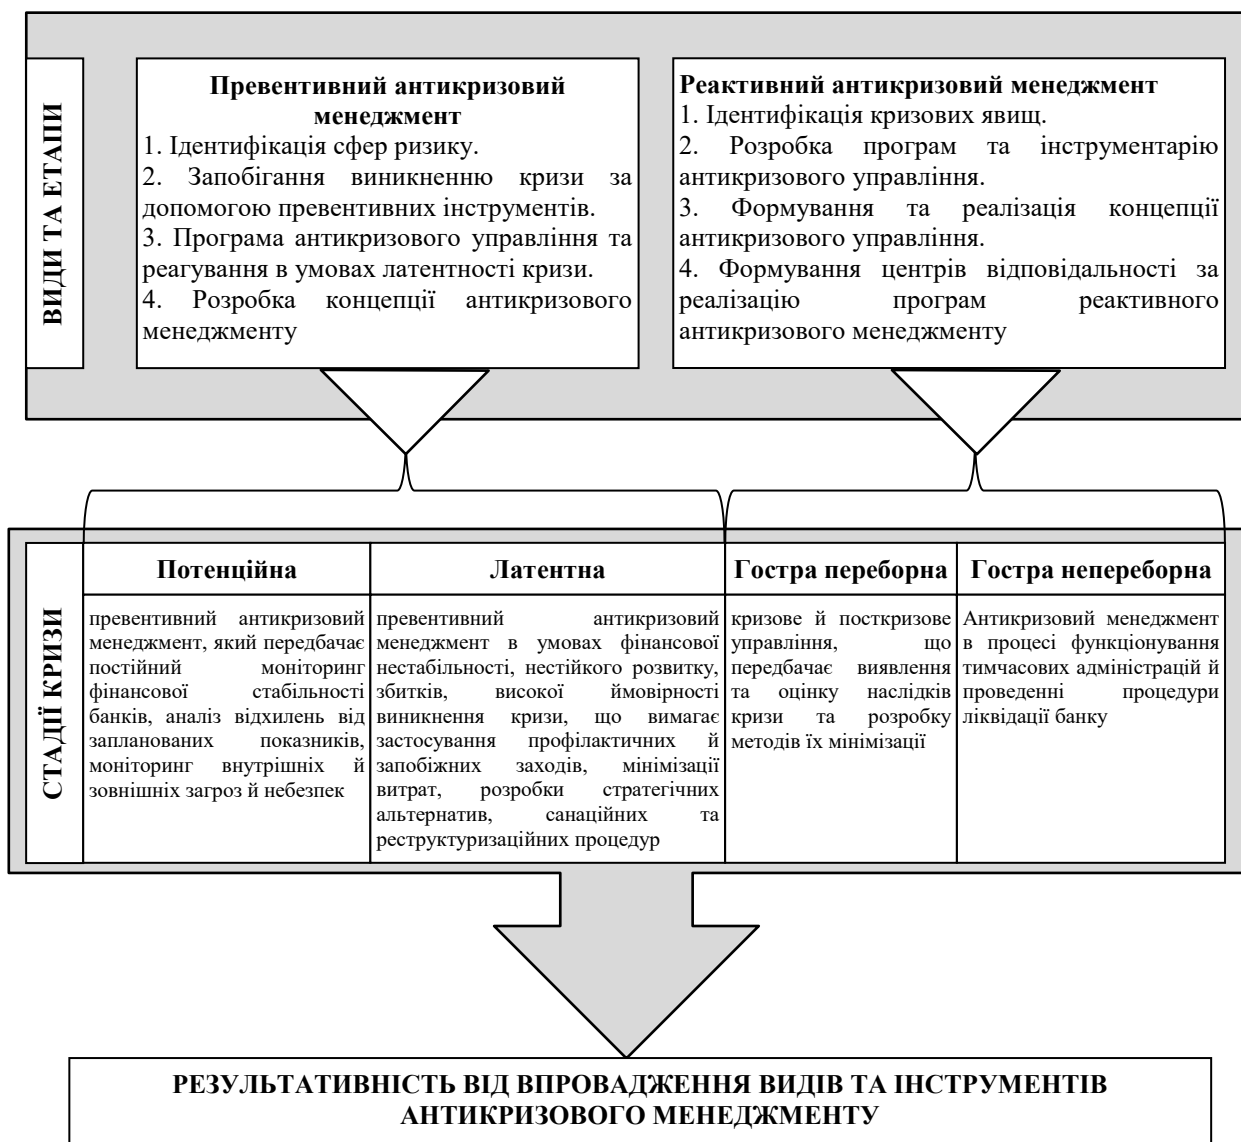 ВИДИ ТА ЕТАПИ
Превентивний антикризовий
менеджмент
1. Ідентифікація сфер ризику.
2. Запобігання виникненню кризи за
допомогою превентивних інструментів.
3. Програма антикризового управління та
реагування в умовах латентності кризи.
4. Розробка концепції антикризового
менеджменту
Реактивний антикризовий менеджмент
1. Ідентифікація кризових явищ.
2. Розробка програм та інструментарію
антикризового управління.
3. Формування та реалізація концепції
антикризового управління.
4. Формування центрів відповідальності за
реалізацію програм реактивного
антикризового менеджменту
СТАДІЇ КРИЗИ
Потенційна
превентивний антикризовий
менеджмент, який передбачає
постійний моніторинг
фінансової стабільності
банків, аналіз відхилень від
запланованих показників,
моніторинг внутрішніх й
зовнішніх загроз й небезпек
Латентна
превентивний антикризовий
менеджмент в умовах фінансової
нестабільності, нестійкого розвитку,
збитків, високої ймовірності
виникнення кризи, що вимагає
застосування профілактичних й
запобіжних заходів, мінімізації
витрат, розробки стратегічних
альтернатив, санаційних та
реструктуризаційних процедур
Гостра переборна
кризове й посткризове
управління, що
передбачає виявлення
та оцінку наслідків
кризи та розробку
методів їх мінімізації
Гостра непереборна
Антикризовий менеджмент
в процесі функціонування
тимчасових адміністрацій й
проведенні процедури
ліквідації банку
РЕЗУЛЬТАТИВНІСТЬ ВІД ВПРОВАДЖЕННЯ ВИДІВ ТА ІНСТРУМЕНТІВ
АНТИКРИЗОВОГО МЕНЕДЖМЕНТУ